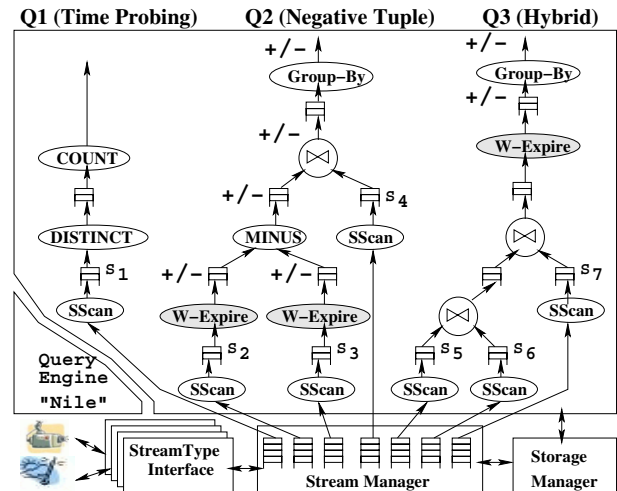 Q1 (Time Probing) Q2 (Negative Tuple) Q3 (Hybrid)
+/- +/-
Group-By Group-By
+/-
+/- W-Expire
COUNT
+/- s4
DISTINCT MINUS SScan
s1 +/- +/- s7
SScan W-Expire W-Expire SScan
s2 s3 s5 s6
SScan SScan SScan SScan
Query
Engine
"Nile"
StreamType
Interface
Stream Manager
Storage
Manager